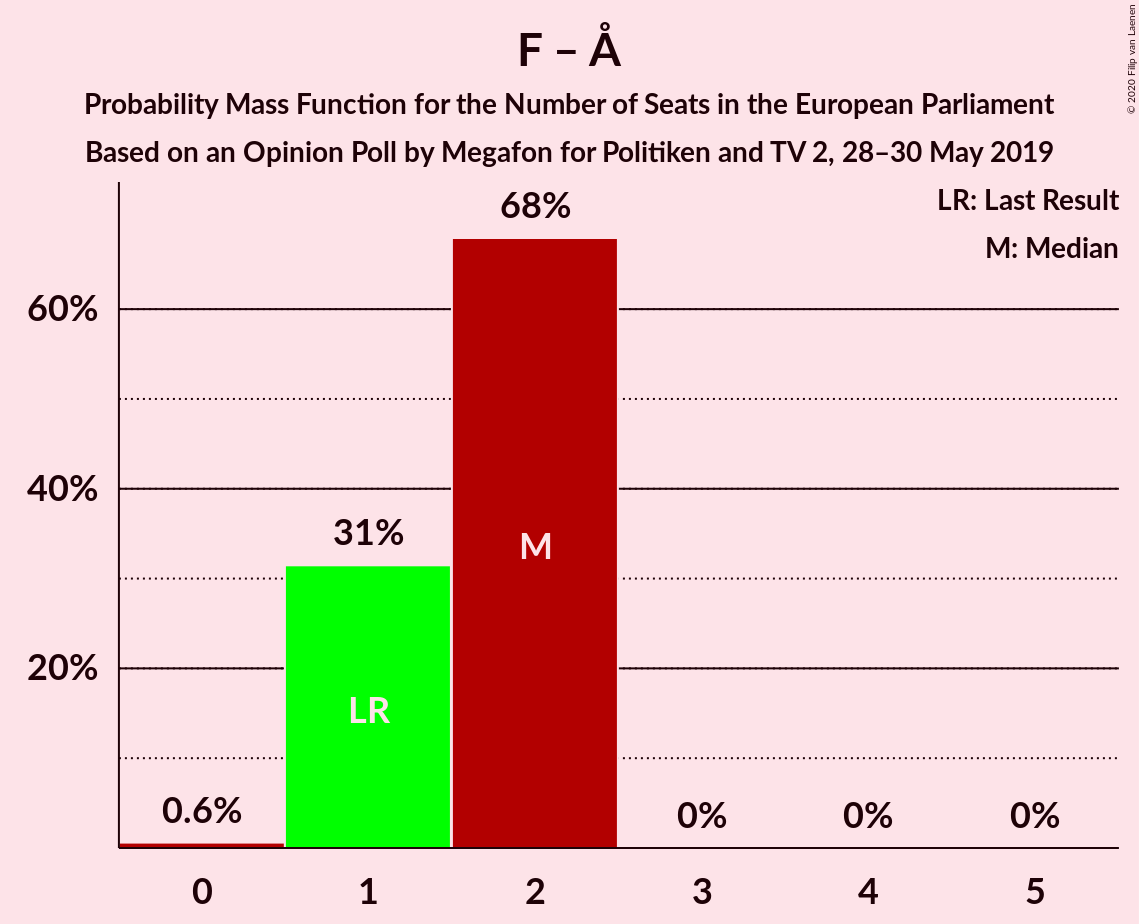 F – Å
Probability Mass Function for the Number of Seats in the European Parliament
Based on an Opinion Poll by Megafon for Politiken and TV 2, 28–30 May 2019
© 2020 Filip van Laenen
LR: Last Result
M: Median
68%
60%
40%
31%
M
20%
LR
0.6%
0%
0%
0%
0
1
2
3
4
5